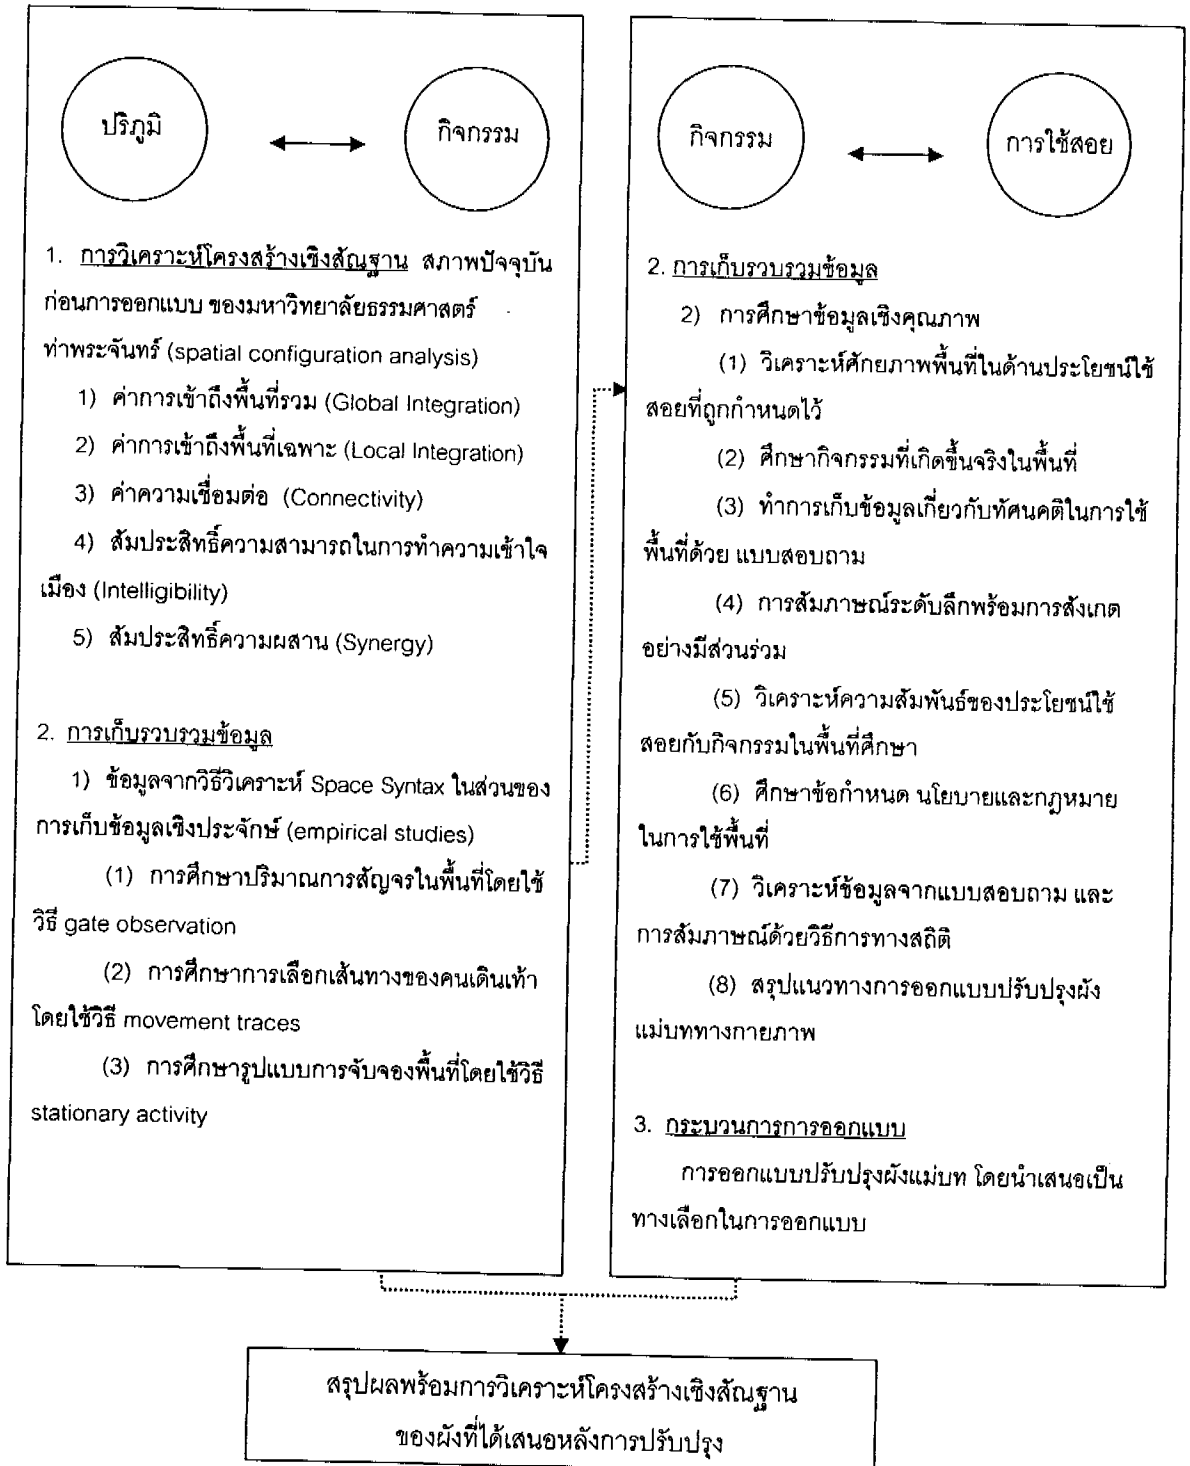 ปริภูมิ
กิจกรรม
1. การวิเคราะห์โครงสร้างเชิงสัณฐาน สภาพปัจจุบัน
ก่อนการออกแบบ ของมหาวิทยาลัยธรรมศาสตร์
ท่าพระจันทร์ (spatial configuration analysis)
1) ค่าการเข้าถึงพื้นที่รวม (Global Integration)
2) ค่าการเข้าถึงพื้นที่เฉพาะ (Local Integration)
3) ค่าความเชื่อมต่อ (Connectivity)
4) สัมประสิทธิ์ความสามารถในการทำความเข้าใจ
เมือง (Intelligibility)
5) สัมประสิทธิ์ความผสาน (Synergy)
2. การเก็บรวบรวมข้อมูล
1) ข้อมูลจากวิธีวิเคราะห์ Space Syntax ในส่วนของ
การเก็บข้อมูลเชิงประจักษ์ (empirical studies)
(1) การศึกษาปริมาณการสัญจรในพื้นที่โดยใช้
วิธี gate observation
(2) การศึกษาการเลือกเส้นทางของคนเดินเท้า
โดยใช้วิธี movement traces
(3) การศึกษารูปแบบการจับจองพื้นที่โดยใช้วิธี
stationary activity
กิจกรรม
การใช้สอย
2. การเก็บรวบรวมข้อมูล
2) การศึกษาข้อมูลเชิงคุณภาพ
(1) วิเคราะห์ศักยภาพพื้นที่ในด้านประโยชน์ใช้
สอยที่ถูกกำหนดไว้
(2) ศึกษากิจกรรมที่เกิดขึ้นจริงในพื้นที่
(3) ทำการเก็บข้อมูลเกี่ยวกับทัศนคติในการใช้
พื้นที่ด้วย แบบสอบถาม
(4) การสัมภาษณ์ระดับลึกพร้อมการสังเกต
อย่างมีส่วนร่วม
(5) วิเคราะห์ความสัมพันธ์ของประโยชน์ใช้
สอยกับกิจกรรมในพื้นที่ศึกษา
(6) ศึกษาข้อกำหนด นโยบายและกฎหมาย
ในการใช้พื้นที่
(7) วิเคราะห์ข้อมูลจากแบบสอบถาม และ
การสัมภาษณ์ด้วยวิธีการทางสถิติ
(8) สรุปแนวทางการออกแบบปรับปรุงผัง
แม่บททางกายภาพ
3. กระบวนการการออกแบบ
การออกแบบปรับปรุงผังแม่บท โดยนำเสนอเป็น
ทางเลือกในการออกแบบ
สรุปผลพร้อมการวิเคราะห์โครงสร้างเชิงสัณฐาน
ของผังที่ได้เสนอหลังการปรับปรุง